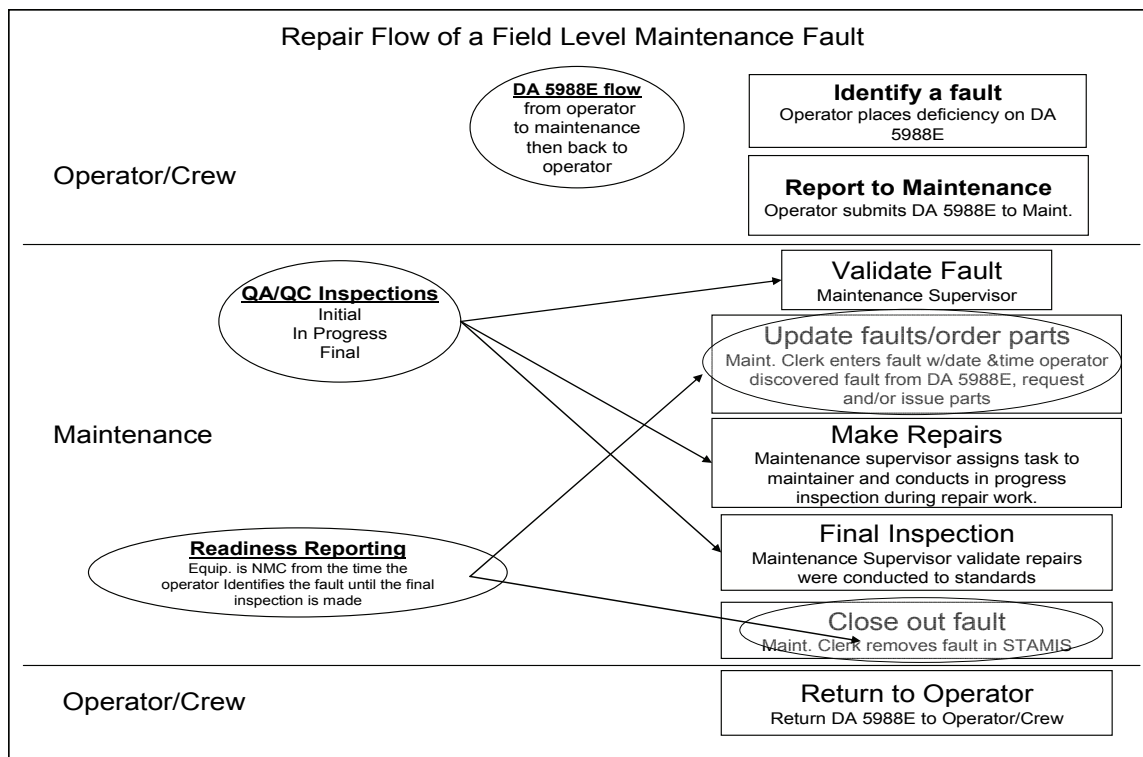 Repair Flow of a Field Level Maintenance Fault
Operator/Crew
DA 5988E flow
from operator
to maintenance
then back to
operator
Identify a fault
Operator places deficiency on DA
5988E
Report to Maintenance
Operator submits DA 5988E to Maint.
Maintenance
QA/QC Inspections
Initial
In Progress
Final
Readiness Reporting
Equip. is NMC from the time the
operator Identifies the fault until the final
inspection is made
Validate Fault
Maintenance Supervisor
Update faults/order parts
Maint. Clerk enters fault w/date &time operator
discovered fault from DA 5988E, request
and/or issue parts
Make Repairs
Maintenance supervisor assigns task to
maintainer and conducts in progress
inspection during repair work.
Final Inspection
Maintenance Supervisor validate repairs
were conducted to standards
Close out fault
Maint. Clerk removes fault in STAMIS
Operator/Crew
Return to Operator
Return DA 5988E to Operator/Crew